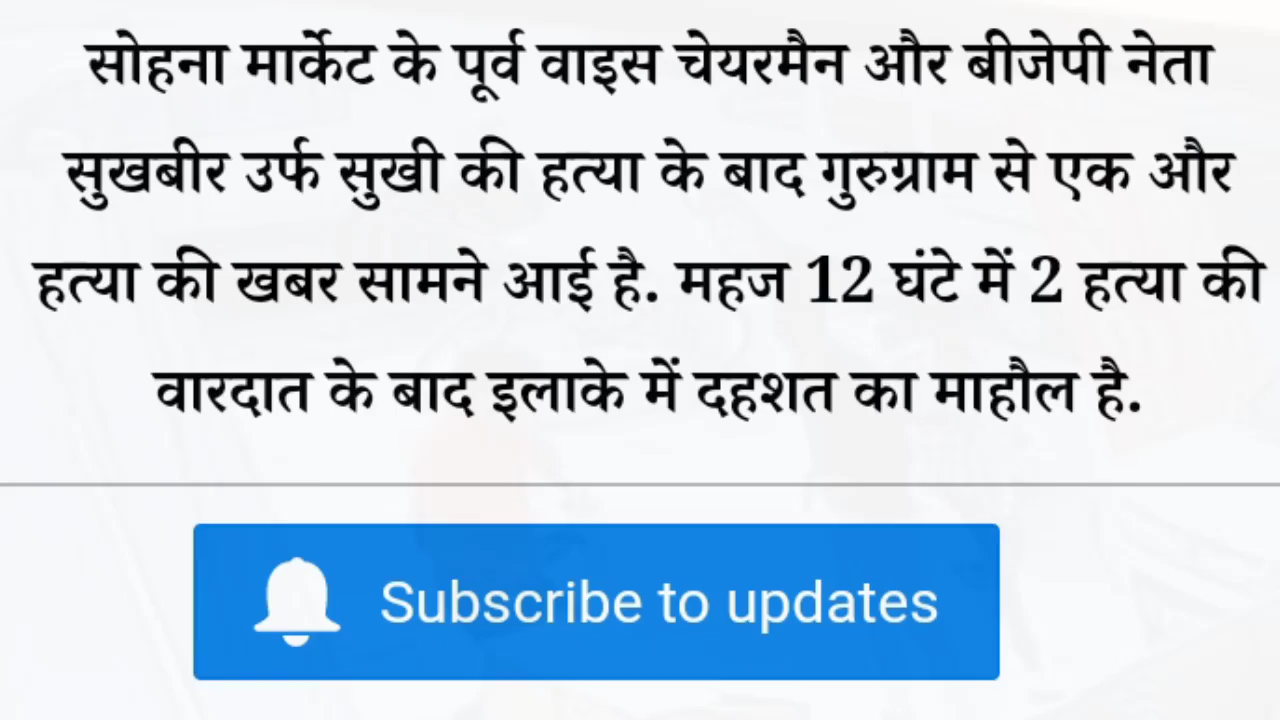 सोहना मार्केट के पूर्व वाइस चेयरमैन और बीजेपी नेता
सुखबीर उर्फ सुखी की हत्या के बाद गुरुग्राम से एक और
हत्या की खबर सामने आई है. महज 12 घंटे में 2 हत्या की
वारदात के बाद इलाके में दहशत का माहौल है.
Subscribe to updates